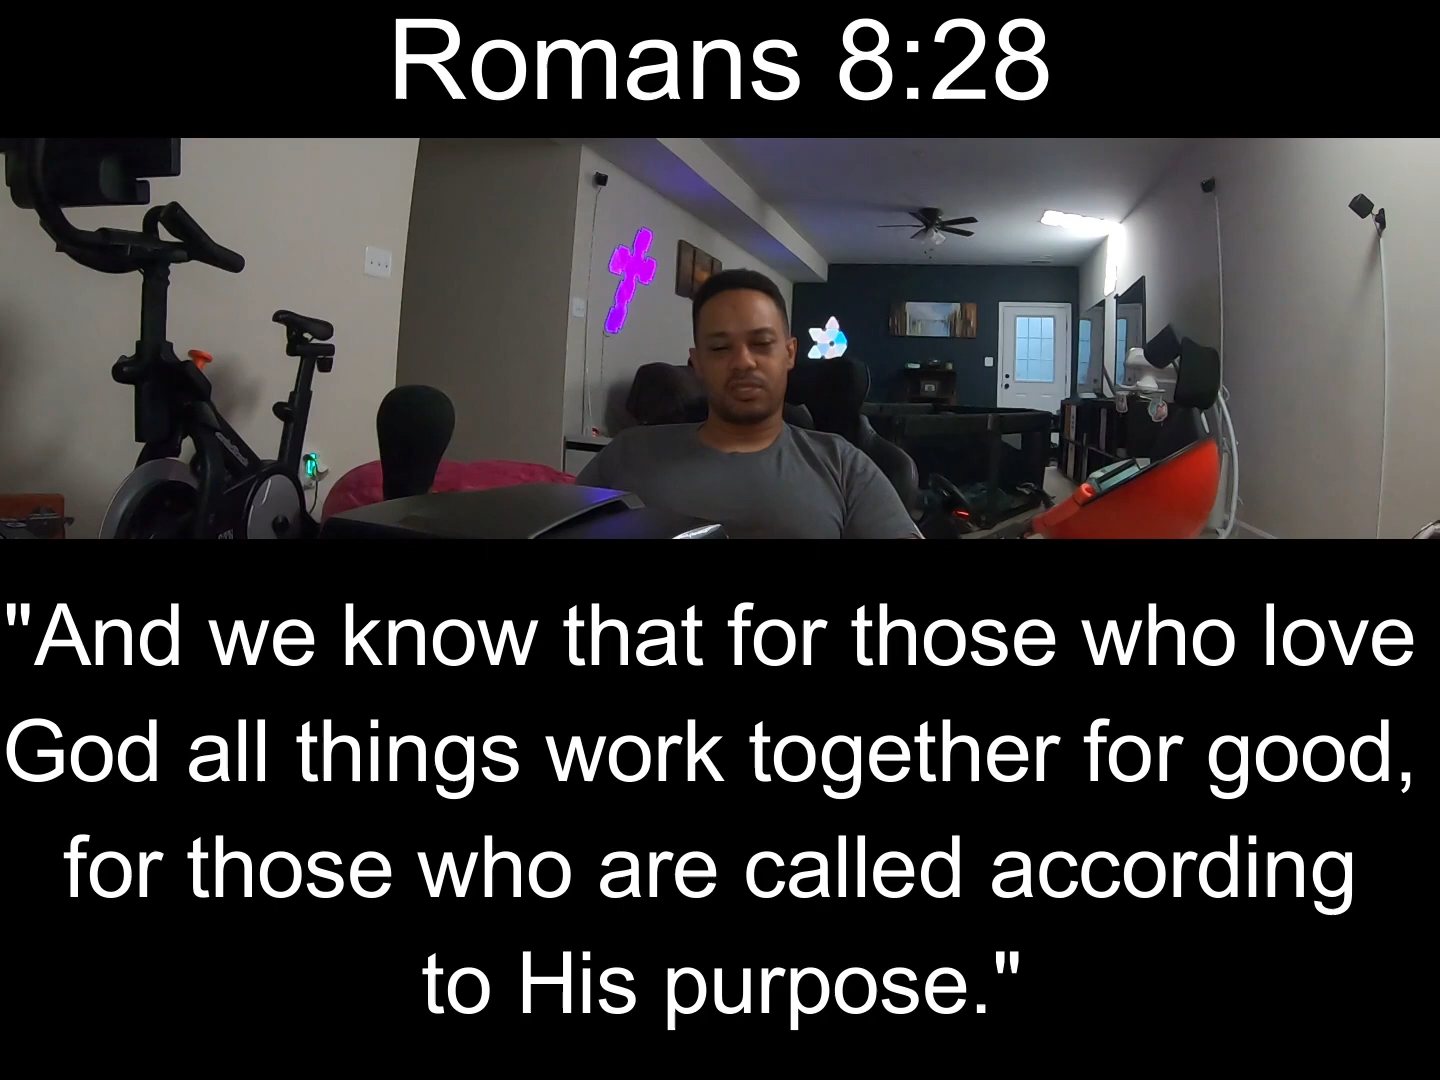 Romans 8:28
"And we know that for those who love
God all things work together for good,
for those who are called according
to His purpose."